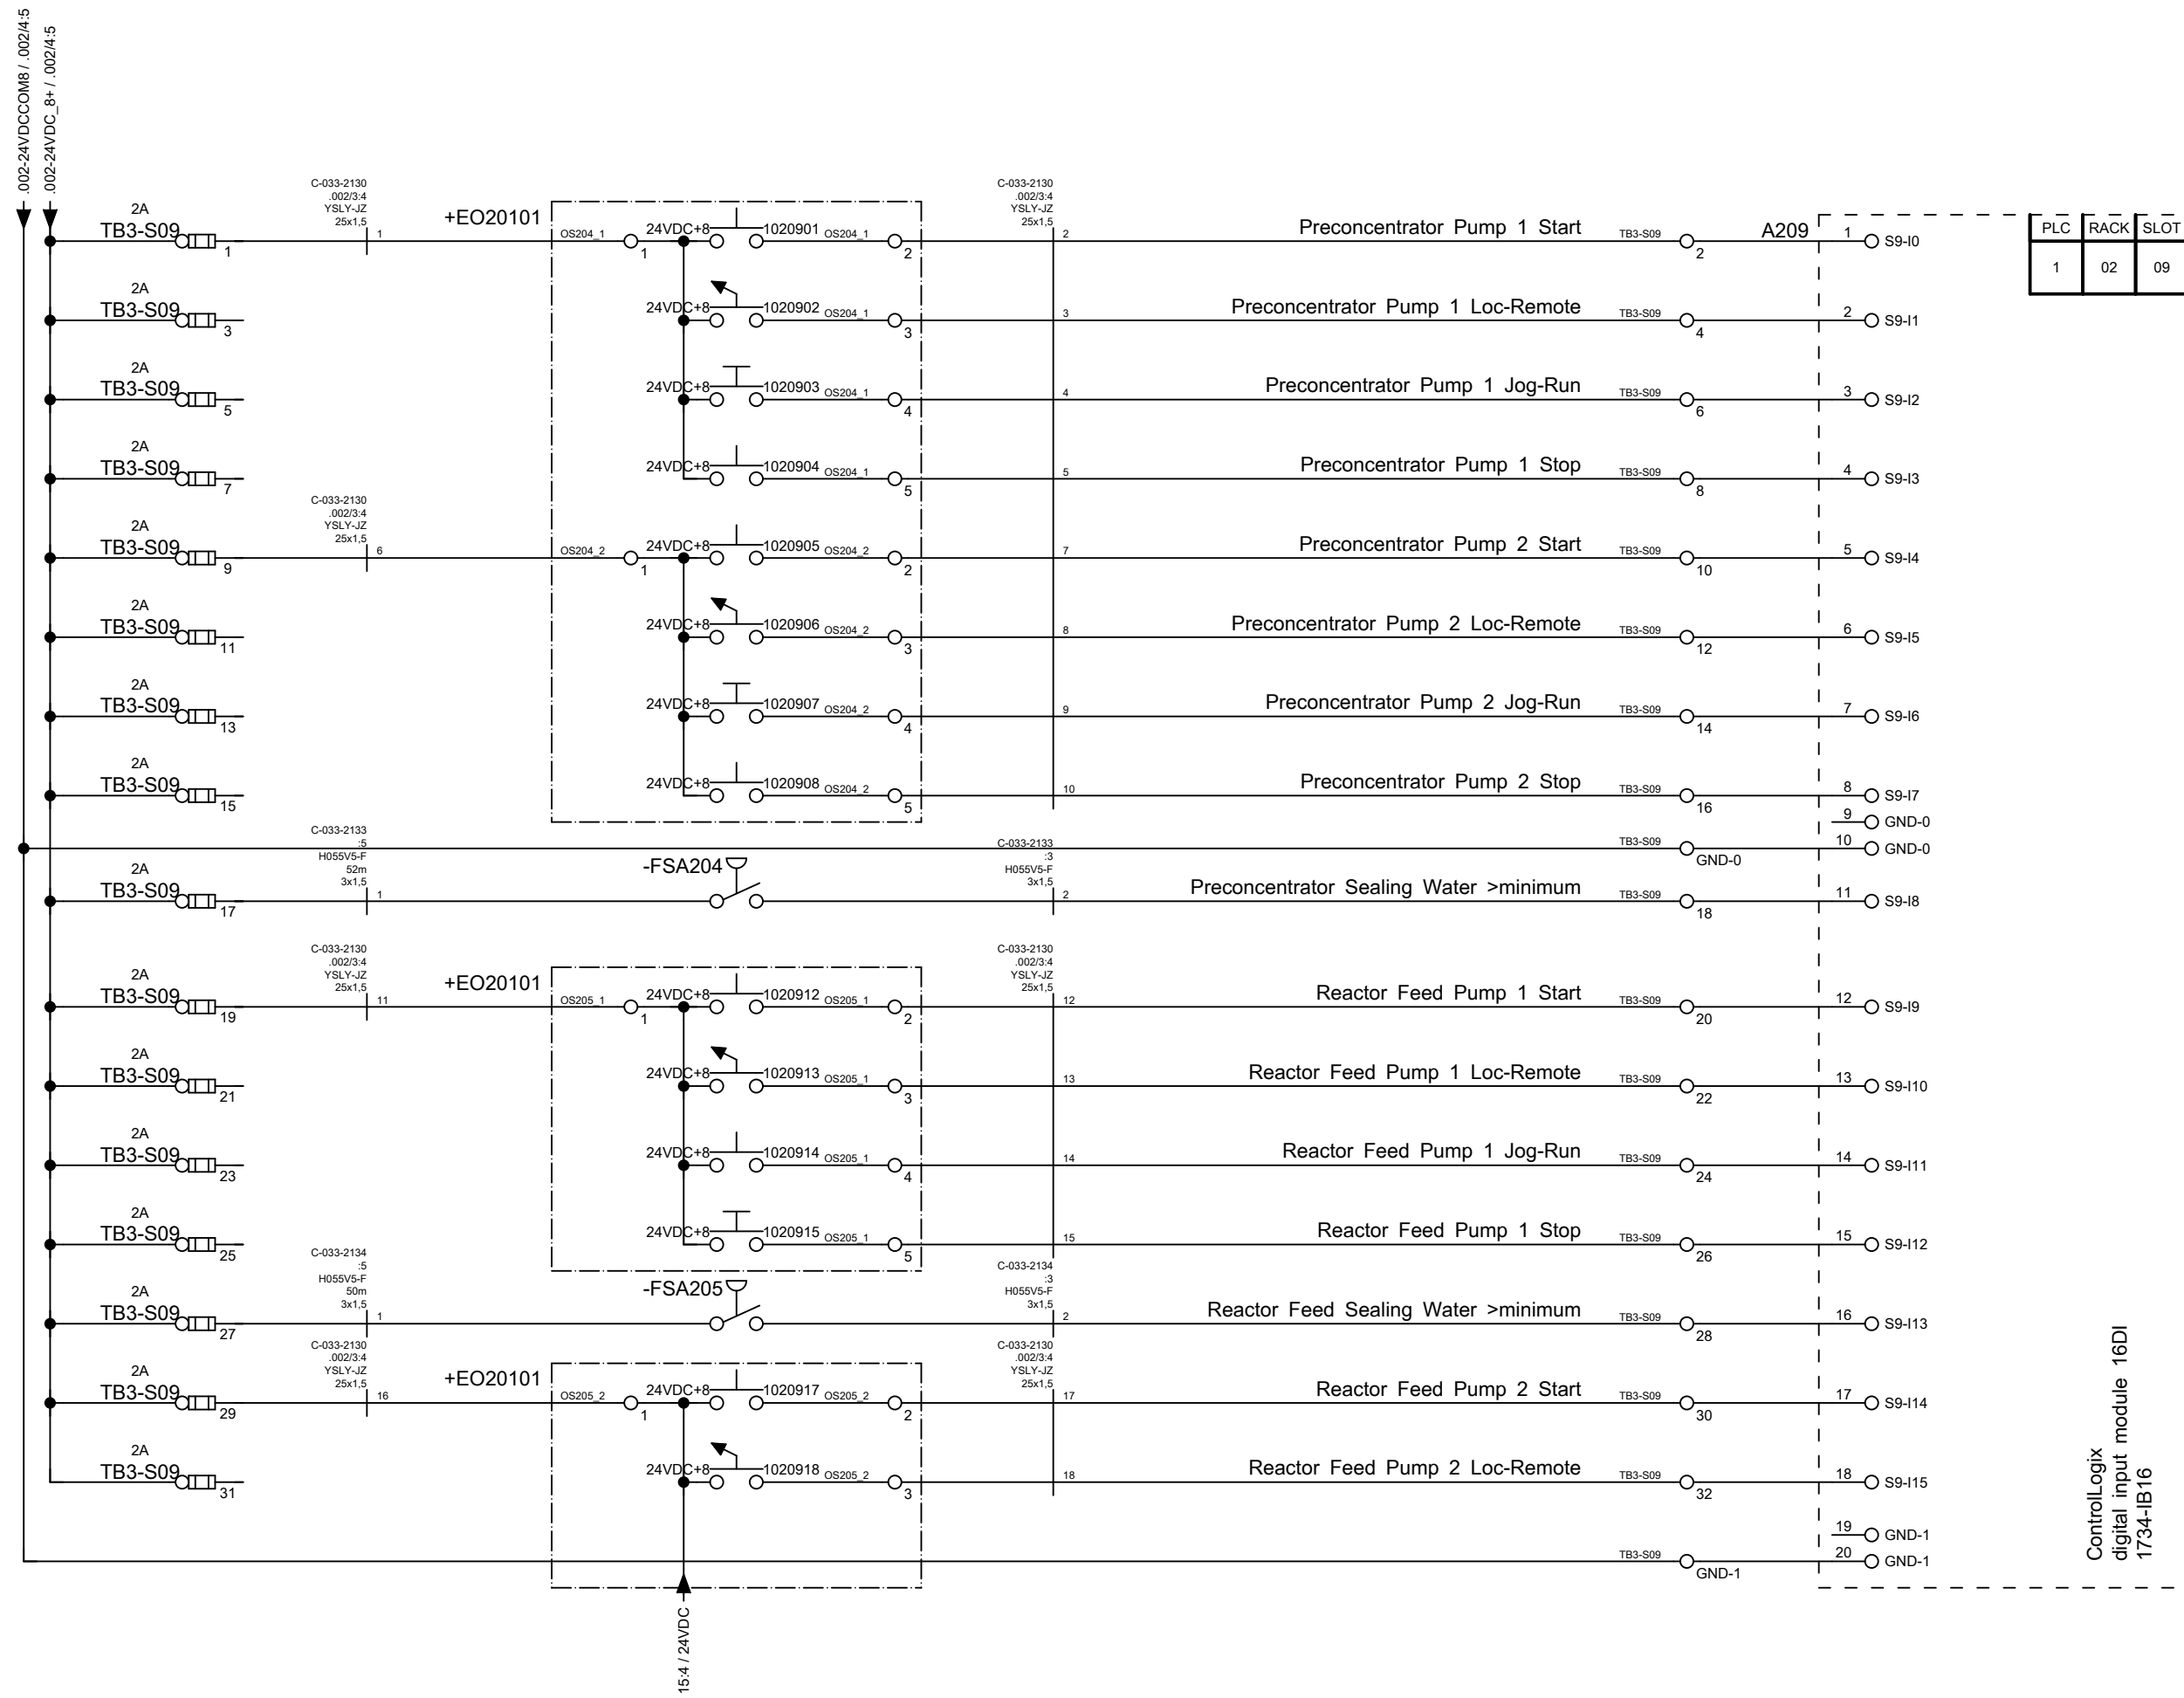 .002-24VDCCOM8 / .002/4:5
.002-24VDC_8+ / .002/4:5
2A
TB3-S09
1
C-033-2130
.002/3:4
YSLY-JZ
25x1,5
1
+EO20101
OS204_1
1
24VDC+8
1020901
OS204_1
2
C-033-2130
.002/3:4
YSLY-JZ
25x1,5
2
Preconcentrator Pump 1 Start
TB3-S09
2
A209
1
S9-I0
PLC RACK SLOT
1 02 09
2A
TB3-S09
3
24VDC+8
1020902
OS204_1
3
3
Preconcentrator Pump 1 Loc-Remote
TB3-S09
4
2
S9-I1
2A
TB3-S09
5
24VDC+8
1020903
OS204_1
4
4
Preconcentrator Pump 1 Jog-Run
TB3-S09
6
3
S9-I2
2A
TB3-S09
7
24VDC+8
1020904
OS204_1
5
5
Preconcentrator Pump 1 Stop
TB3-S09
8
4
S9-I3
2A
TB3-S09
9
C-033-2130
.002/3:4
YSLY-JZ
25x1,5
6
OS204_2
1
24VDC+8
1020905
OS204_2
2
7
Preconcentrator Pump 2 Start
TB3-S09
10
5
S9-I4
2A
TB3-S09
11
24VDC+8
1020906
OS204_2
3
8
Preconcentrator Pump 2 Loc-Remote
TB3-S09
12
6
S9-I5
2A
TB3-S09
13
24VDC+8
1020907
OS204_2
4
9
Preconcentrator Pump 2 Jog-Run
TB3-S09
14
7
S9-I6
2A
TB3-S09
15
24VDC+8
1020908
OS204_2
5
10
Preconcentrator Pump 2 Stop
TB3-S09
16
8
S9-I7
9
GND-0
TB3-S09
GND-0
10
GND-0
2A
TB3-S09
17
C-033-2133
:5
H055V5-F
52m
3x1,5
1
-FSA204
C-033-2133
:3
H055V5-F
3x1,5
2
Preconcentrator Sealing Water >minimum
TB3-S09
18
11
S9-I8
2A
TB3-S09
19
C-033-2130
.002/3:4
YSLY-JZ
25x1,5
11
+EO20101
OS205_1
1
24VDC+8
1020912
OS205_1
2
C-033-2130
.002/3:4
YSLY-JZ
25x1,5
12
Reactor Feed Pump 1 Start
TB3-S09
20
12
S9-I9
2A
TB3-S09
21
24VDC+8
1020913
OS205_1
3
13
Reactor Feed Pump 1 Loc-Remote
TB3-S09
22
13
S9-I10
2A
TB3-S09
23
24VDC+8
1020914
OS205_1
4
14
Reactor Feed Pump 1 Jog-Run
TB3-S09
24
14
S9-I11
2A
TB3-S09
25
24VDC+8
1020915
OS205_1
5
15
Reactor Feed Pump 1 Stop
TB3-S09
26
15
S9-I12
2A
TB3-S09
27
C-033-2134
:5
H055V5-F
50m
3x1,5
1
-FSA205
C-033-2134
:3
H055V5-F
3x1,5
2
Reactor Feed Sealing Water >minimum
TB3-S09
28
16
S9-I13
2A
TB3-S09
29
C-033-2130
.002/3:4
YSLY-JZ
25x1,5
16
+EO20101
OS205_2
1
24VDC+8
1020917
OS205_2
2
C-033-2130
.002/3:4
YSLY-JZ
25x1,5
17
Reactor Feed Pump 2 Start
TB3-S09
30
17
S9-I14
2A
TB3-S09
31
24VDC+8
1020918
OS205_2
3
18
Reactor Feed Pump 2 Loc-Remote
TB3-S09
32
18
S9-I15
19
GND-1
TB3-S09
GND-1
20
GND-1
15:4 / 24VDC
ControlLogix
digital input module 16DI
1734-IB16